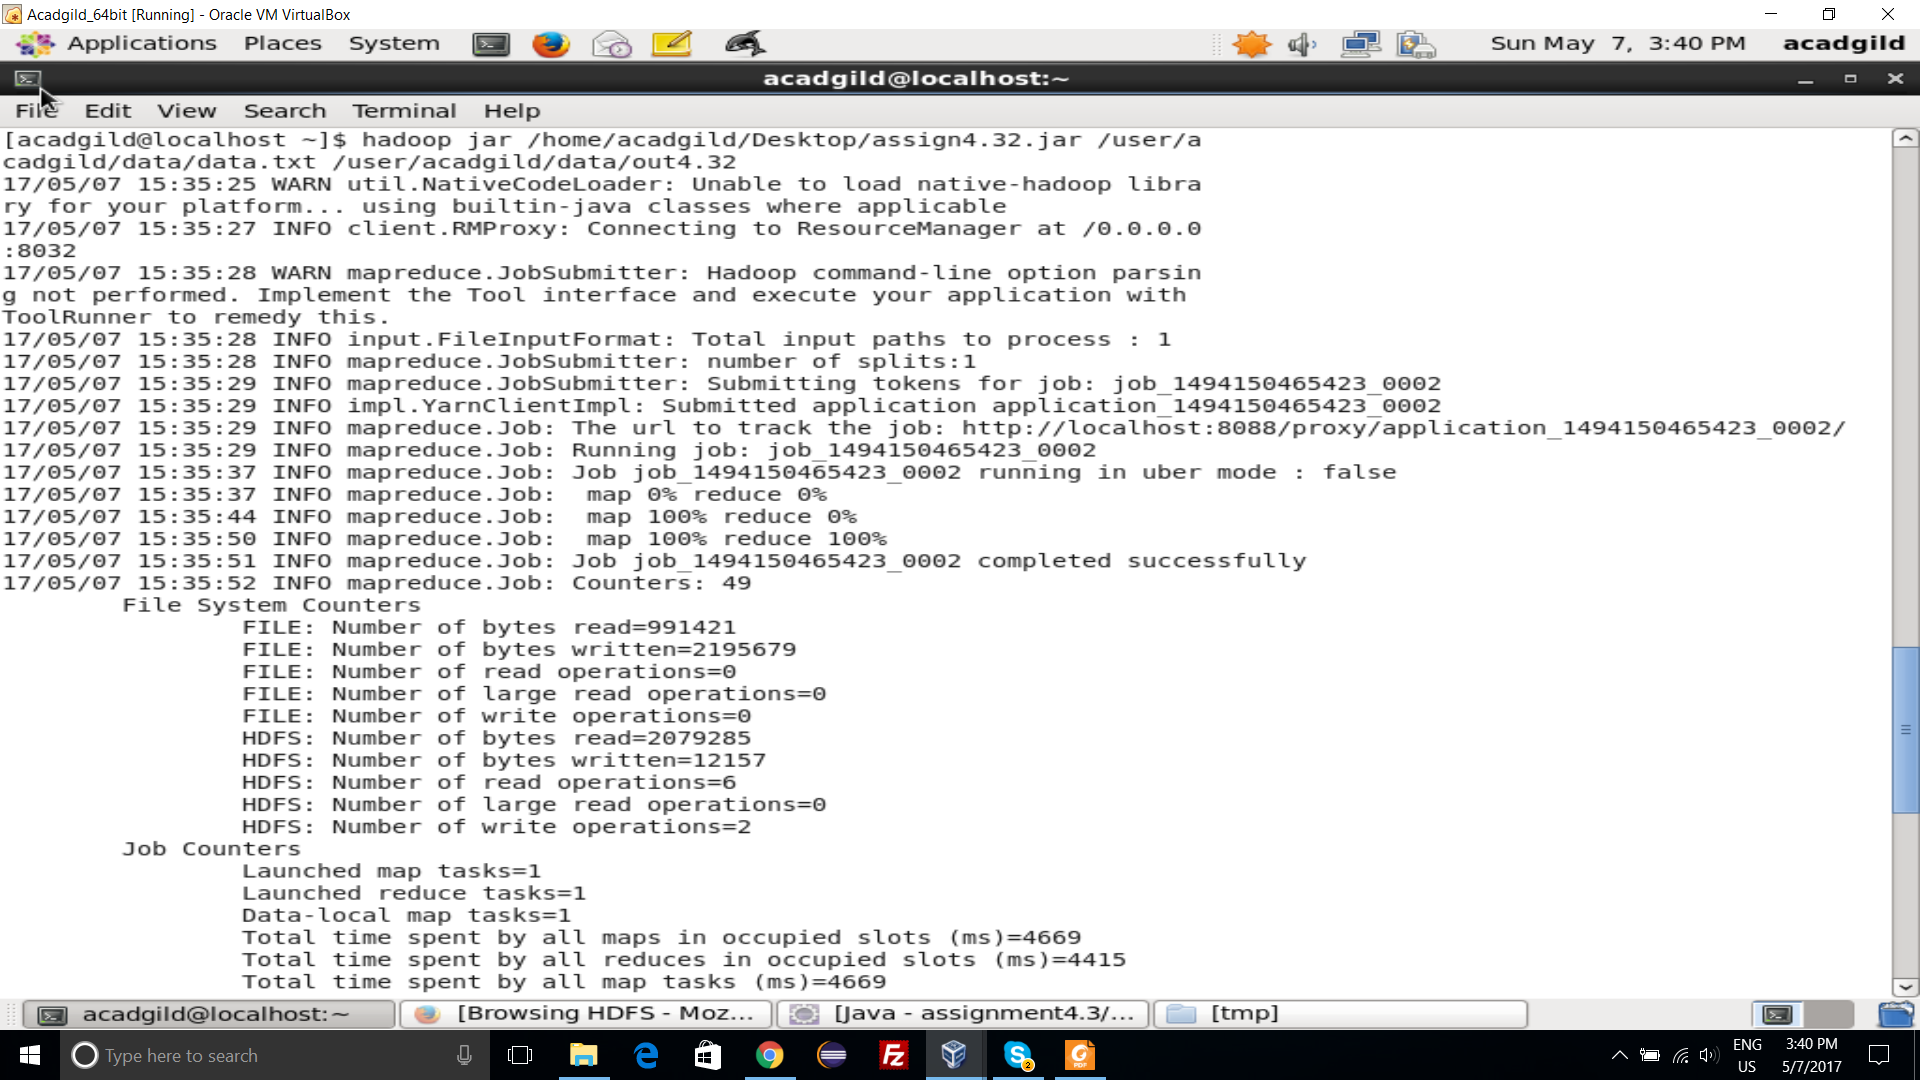 Acadgild_64bit [Running] - Oracle VM VirtualBox
Applications Places System Sun May 7, 3:40 PM acadgild
acadgild@localhost:~
File Edit View Search Terminal Help
[acadgild@localhost ~]$ hadoop jar /home/acadgild/Desktop/assign4.32.jar /user/a
cadgild/data/data.txt /user/acadgild/data/out4.32
17/05/07 15:35:25 WARN util.NativeCodeLoader: Unable to load native-hadoop libra
ry for your platform... using builtin-java classes where applicable
17/05/07 15:35:27 INFO client.RMProxy: Connecting to ResourceManager at /0.0.0.0
:8032
17/05/07 15:35:28 WARN mapreduce.JobSubmitter: Hadoop command-line option parsin
g not performed. Implement the Tool interface and execute your application with
ToolRunner to remedy this.
17/05/07 15:35:28 INFO input.FileInputFormat: Total input paths to process : 1
17/05/07 15:35:28 INFO mapreduce.JobSubmitter: number of splits:1
17/05/07 15:35:29 INFO mapreduce.JobSubmitter: Submitting tokens for job: job_1494150465423_0002
17/05/07 15:35:29 INFO impl.YarnClientImpl: Submitted application application_1494150465423_0002
17/05/07 15:35:29 INFO mapreduce.Job: The url to track the job: http://localhost:8088/proxy/application_1494150465423_0002/
17/05/07 15:35:29 INFO mapreduce.Job: Running job: job_1494150465423_0002
17/05/07 15:35:37 INFO mapreduce.Job: Job job_1494150465423_0002 running in uber mode : false
17/05/07 15:35:37 INFO mapreduce.Job:  map 0% reduce 0%
17/05/07 15:35:44 INFO mapreduce.Job:  map 100% reduce 0%
17/05/07 15:35:50 INFO mapreduce.Job:  map 100% reduce 100%
17/05/07 15:35:51 INFO mapreduce.Job: Job job_1494150465423_0002 completed successfully
17/05/07 15:35:52 INFO mapreduce.Job: Counters: 49
File System Counters
FILE: Number of bytes read=991421
FILE: Number of bytes written=2195679
FILE: Number of read operations=0
FILE: Number of large read operations=0
FILE: Number of write operations=0
HDFS: Number of bytes read=2079285
HDFS: Number of bytes written=12157
HDFS: Number of read operations=6
HDFS: Number of large read operations=0
HDFS: Number of write operations=2
Job Counters
Launched map tasks=1
Launched reduce tasks=1
Data-local map tasks=1
Total time spent by all maps in occupied slots (ms)=4669
Total time spent by all reduces in occupied slots (ms)=4415
Total time spent by all map tasks (ms)=4669
acadgild@localhost:~ [Browsing HDFS - Moz... [Java - assignment4.3/... [tmp]
Type here to search ENG 3:40 PM
US 5/7/2017